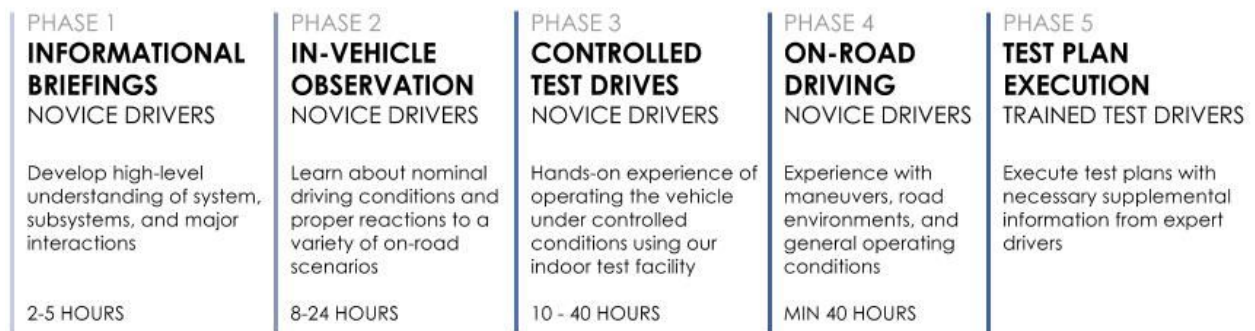 PHASE 1
INFORMATIONAL
BRIEFINGS
NOVICE DRIVERS
Develop high-level
understanding of system,
subsystems, and major
interactions
2-5 HOURS
PHASE 2
IN-VEHICLE
OBSERVATION
NOVICE DRIVERS
Learn about nominal
driving conditions and
proper reactions to a
variety of on-road
scenarios
8-24 HOURS
PHASE 3
CONTROLLED
TEST DRIVES
NOVICE DRIVERS
Hands-on experience of
operating the vehicle
under controlled
conditions using our
indoor test facility
10 - 40 HOURS
PHASE 4
ON-ROAD
DRIVING
NOVICE DRIVERS
Experience with
maneuvers, road
environments, and
general operating
conditions
MIN 40 HOURS
PHASE 5
TEST PLAN
EXECUTION
TRAINED TEST DRIVERS
Execute test plans with
necessary supplemental
information from expert
drivers